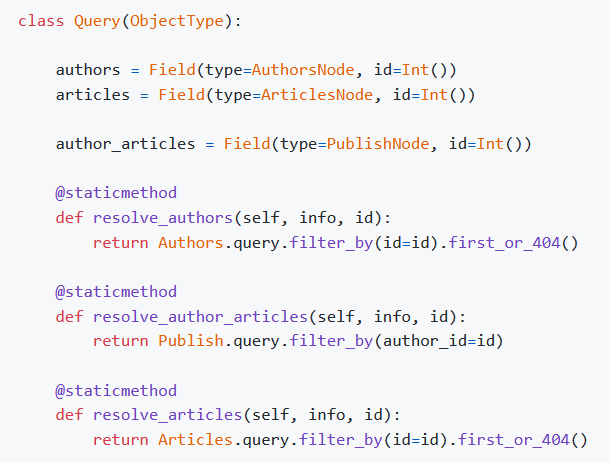 class Query(ObjectType):
    authors = Field(type=AuthorsNode, id=Int())
    articles = Field(type=ArticlesNode, id=Int())
    author_articles = Field(type=PublishNode, id=Int())
    @staticmethod
    def resolve_authors(self, info, id):
        return Authors.query.filter_by(id=id).first_or_404()
    @staticmethod
    def resolve_author_articles(self, info, id):
        return Publish.query.filter_by(author_id=id)
    @staticmethod
    def resolve_articles(self, info, id):
        return Articles.query.filter_by(id=id).first_or_404()